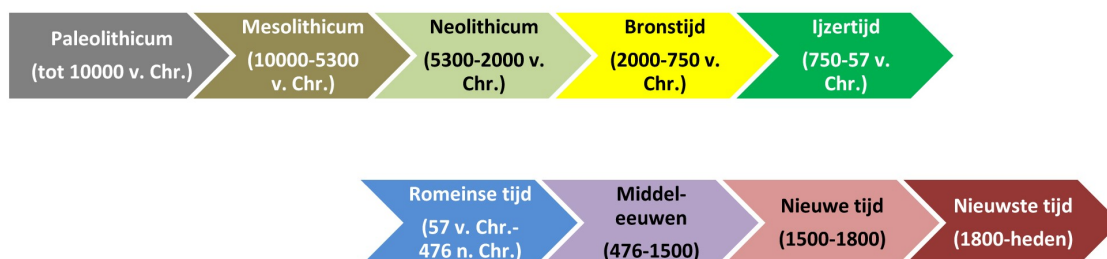 Paleolithicum
(tot 10000 v. Chr.)
Mesolithicum
(10000-5300
v. Chr.)
Neolithicum
(5300-2000 v.
Chr.)
Bronstijd
(2000-750 v.
Chr.)
Ijzertijd
(750-57 v.
Chr.)
Romeinse tijd
(57 v. Chr.-
476 n. Chr.)
Middel-
eeuwen
(476-1500)
Nieuwe tijd
(1500-1800)
Nieuwste tijd
(1800-heden)